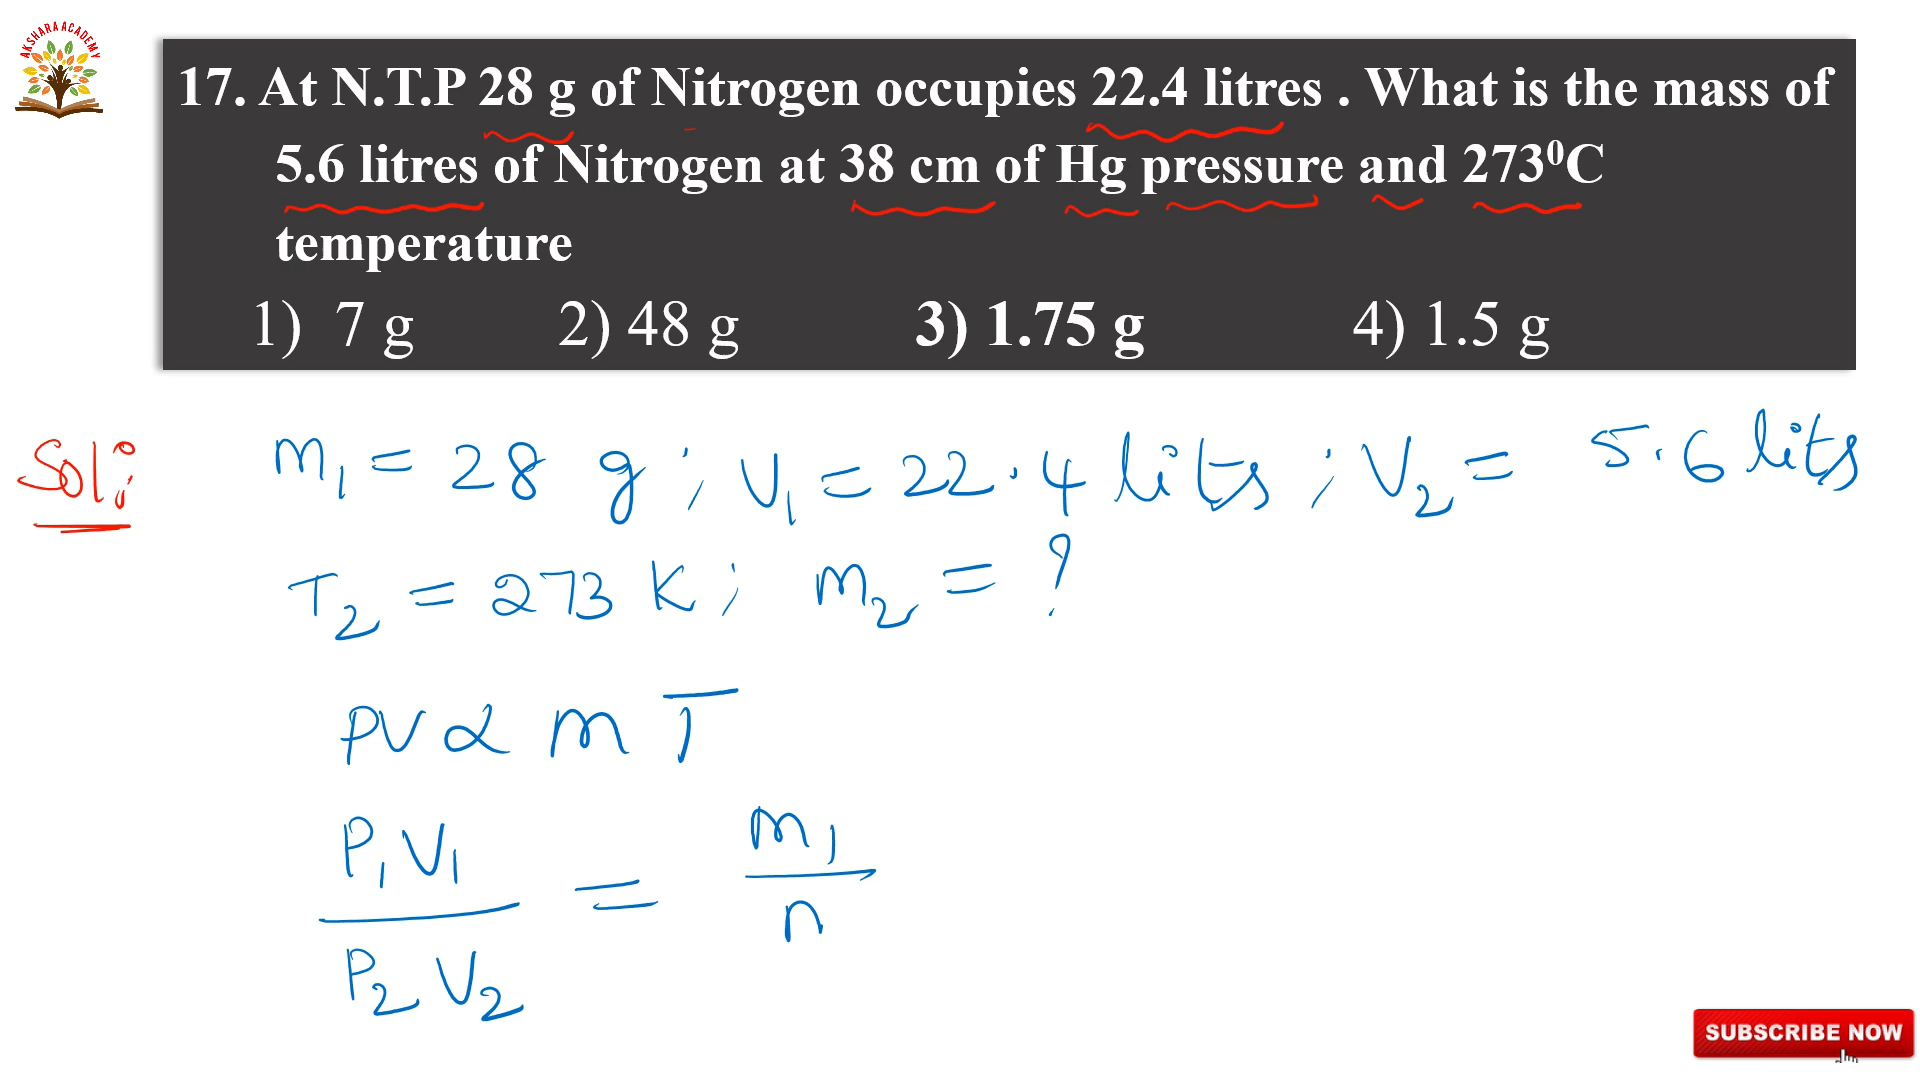 AKSHARA ACADEMY
17. At N.T.P 28 g of Nitrogen occupies 22.4 litres . What is the mass of
5.6 litres of Nitrogen at 38 cm of Hg pressure and 273⁰C
temperature
1) 7 g 2) 48 g 3) 1.75 g 4) 1.5 g
Sol: m₁ = 28 g ; V₁ = 22.4 lits ; V₂ = 5.6 lits
T₂ = 273 K ; m₂ = ?
PV ∝ m T
P₁V₁ / P₂V₂ = m₁ / n
SUBSCRIBE NOW